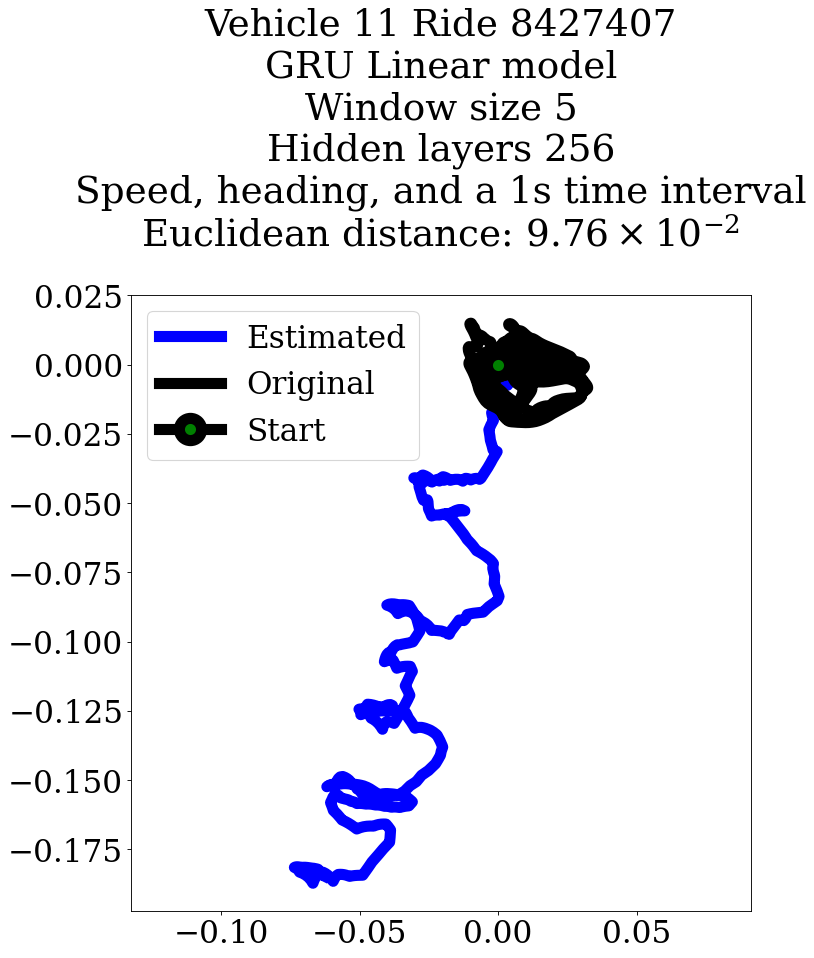 Vehicle 11 Ride 8427407
GRU Linear model
Window size 5
Hidden layers 256
Speed, heading, and a 1s time interval
Euclidean distance: 9.76 × 10⁻²
Estimated
Original
Start
0.025
0.000
−0.025
−0.050
−0.075
−0.100
−0.125
−0.150
−0.175
−0.10 −0.05 0.00 0.05